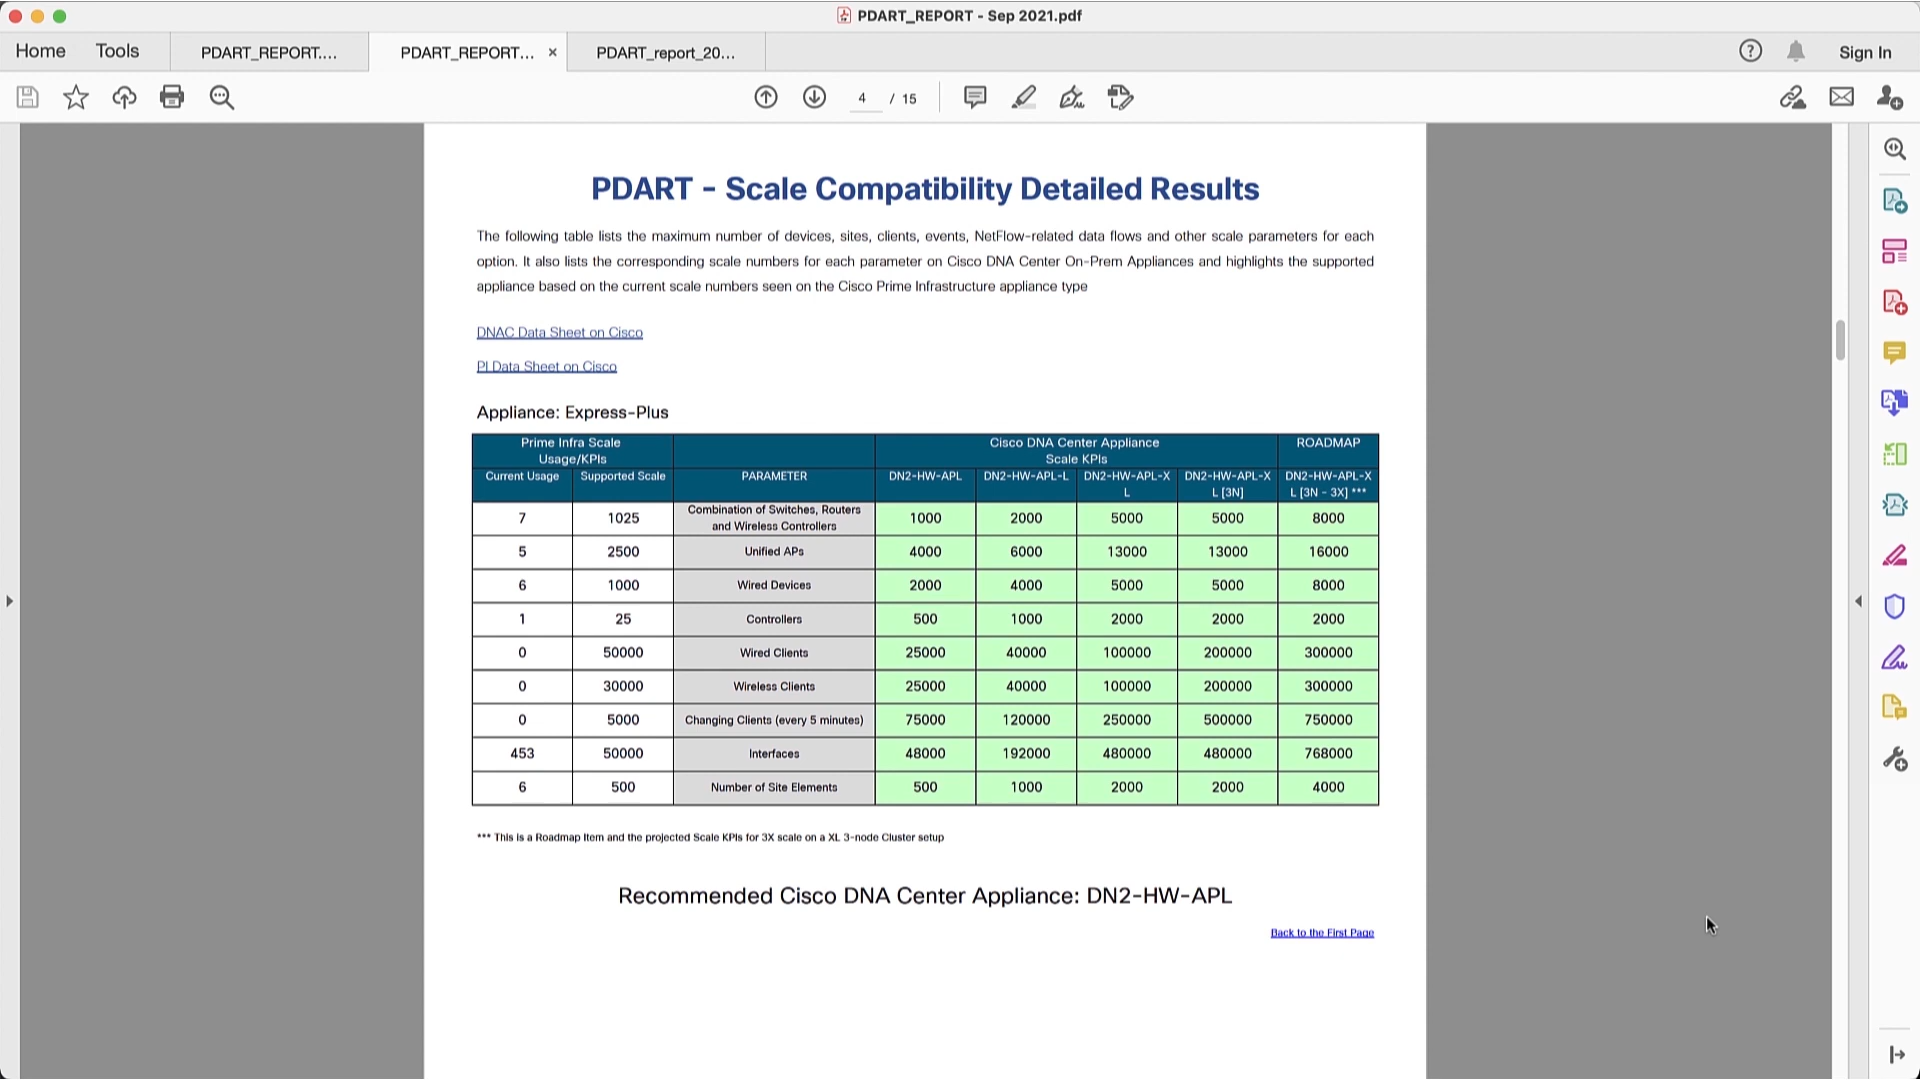 PDART_REPORT - Sep 2021.pdf
Home Tools PDART_REPORT.... PDART_REPORT... × PDART_report_20... Sign In
4 / 15
PDART - Scale Compatibility Detailed Results
The following table lists the maximum number of devices, sites, clients, events, NetFlow-related data flows and other scale parameters for each
option. It also lists the corresponding scale numbers for each parameter on Cisco DNA Center On-Prem Appliances and highlights the supported
appliance based on the current scale numbers seen on the Cisco Prime Infrastructure appliance type
DNAC Data Sheet on Cisco
PI Data Sheet on Cisco
Appliance: Express-Plus
Prime Infra Scale Cisco DNA Center Appliance ROADMAP
Usage/KPIs Scale KPIs
Current Usage Supported Scale PARAMETER DN2-HW-APL DN2-HW-APL-L DN2-HW-APL-X DN2-HW-APL-X DN2-HW-APL-X
L L [3N] L [3N - 3X] ***
7 1025 Combination of Switches, Routers 1000 2000 5000 5000 8000
and Wireless Controllers
5 2500 Unified APs 4000 6000 13000 13000 16000
6 1000 Wired Devices 2000 4000 5000 5000 8000
1 25 Controllers 500 1000 2000 2000 2000
0 50000 Wired Clients 25000 40000 100000 200000 300000
0 30000 Wireless Clients 25000 40000 100000 200000 300000
0 5000 Changing Clients (every 5 minutes) 75000 120000 250000 500000 750000
453 50000 Interfaces 48000 192000 480000 480000 768000
6 500 Number of Site Elements 500 1000 2000 2000 4000
*** This is a Roadmap Item and the projected Scale KPIs for 3X scale on a XL 3-node Cluster setup
Recommended Cisco DNA Center Appliance: DN2-HW-APL
Back to the First Page